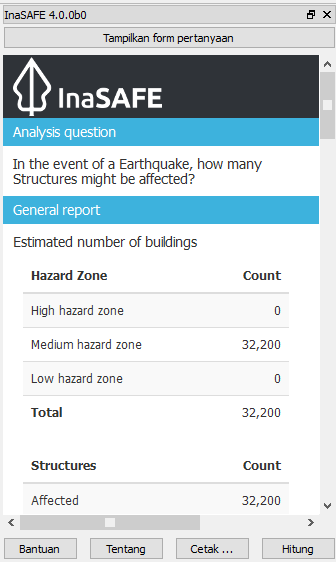 InaSAFE 4.0.0b0
Tampilkan form pertanyaan
InaSAFE
Analysis question
In the event of a Earthquake, how many
Structures might be affected?
General report
Estimated number of buildings
Hazard Zone Count
High hazard zone 0
Medium hazard zone 32,200
Low hazard zone 0
Total 32,200
Structures Count
Affected 32,200
Bantuan Tentang Cetak ... Hitung